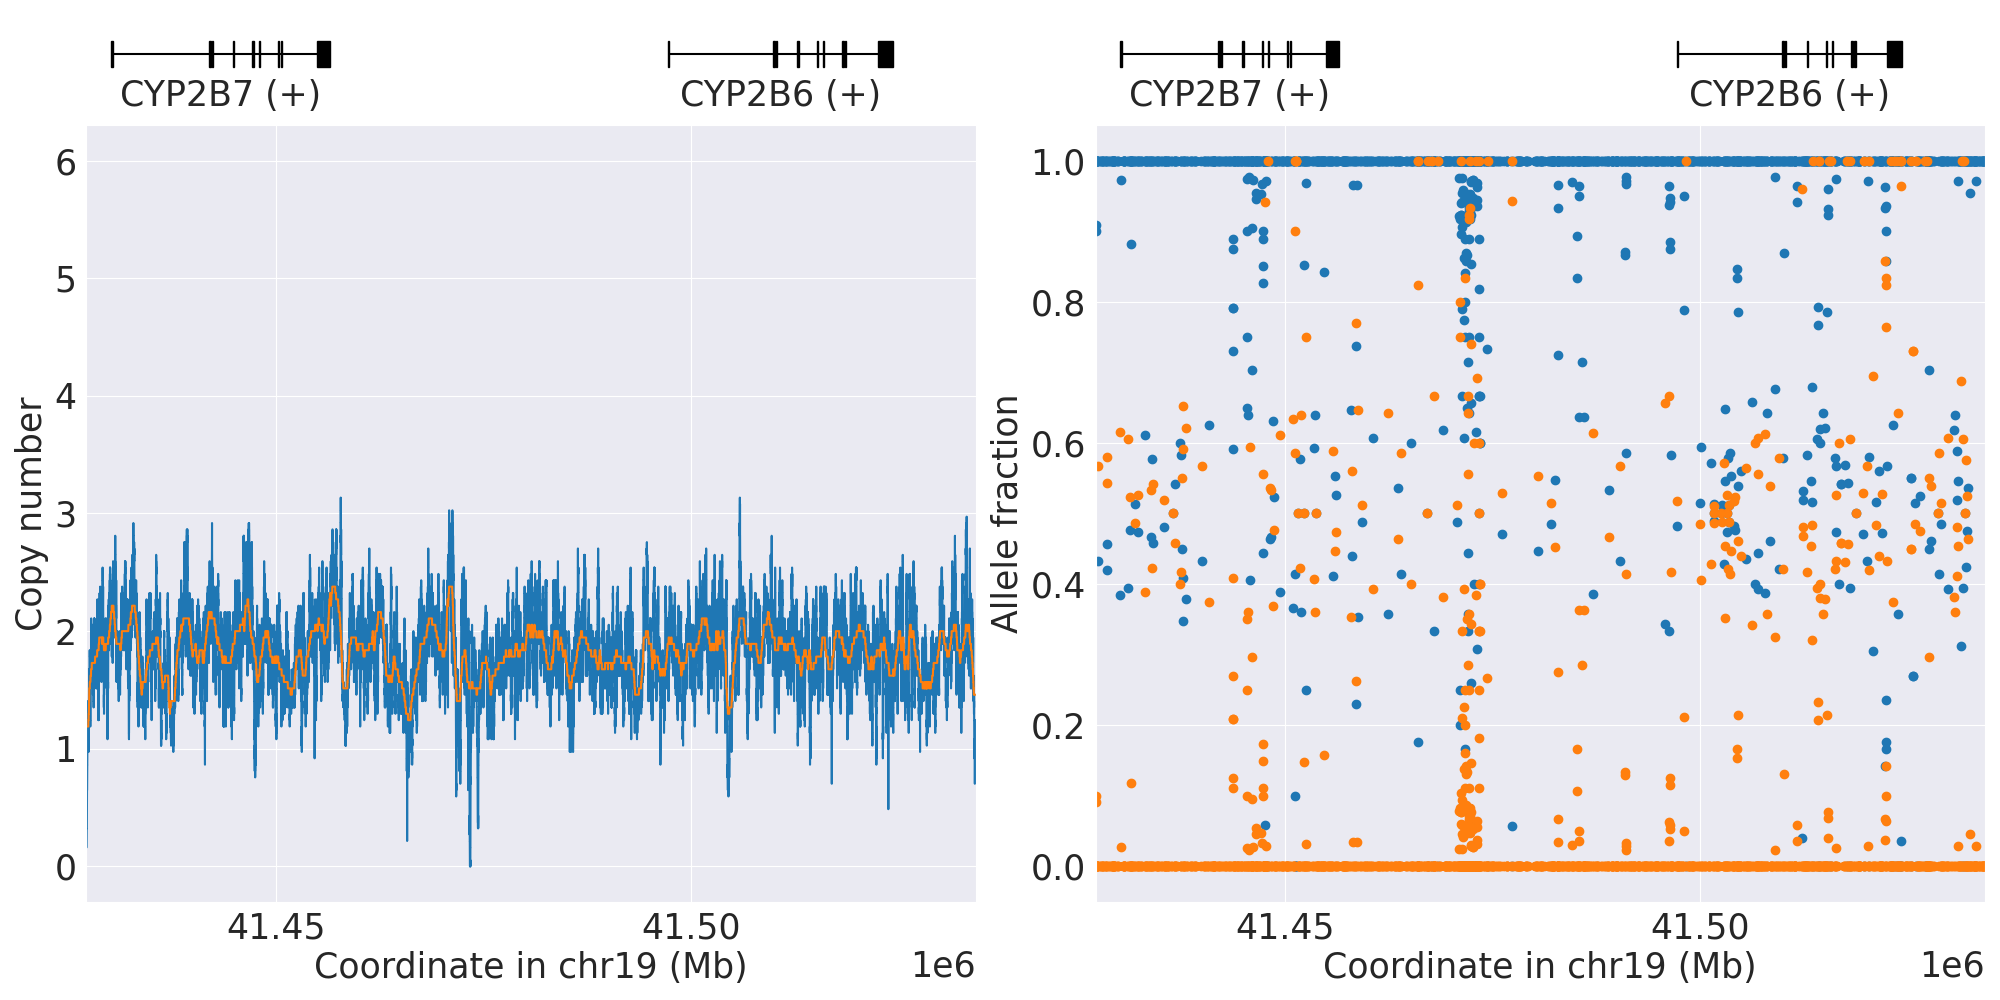 CYP2B7 (+)
CYP2B6 (+)
Copy number
6
5
4
3
2
1
0
41.45
41.50
Coordinate in chr19 (Mb)
1e6
CYP2B7 (+)
CYP2B6 (+)
Allele fraction
1.0
0.8
0.6
0.4
0.2
0.0
41.45
41.50
Coordinate in chr19 (Mb)
1e6